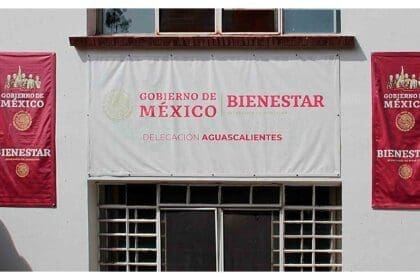 GOBIERNO DE
MÉXICO
BIENESTAR
DELEGACIÓN AGUASCALIENTES
GOBIERNO DE
MÉXICO
BIENESTAR
GOBIERNO DE
MÉXICO
BIENESTAR